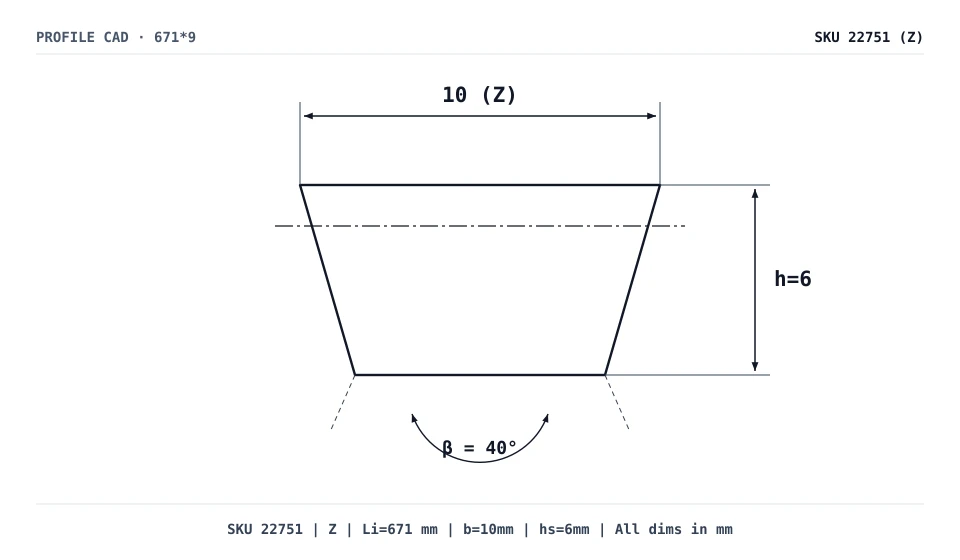 PROFILE CAD · 671*9
SKU 22751 (Z)
10 (Z)
h=6
β = 40°
SKU 22751 | Z | Li=671 mm | b=10mm | hs=6mm | All dims in mm